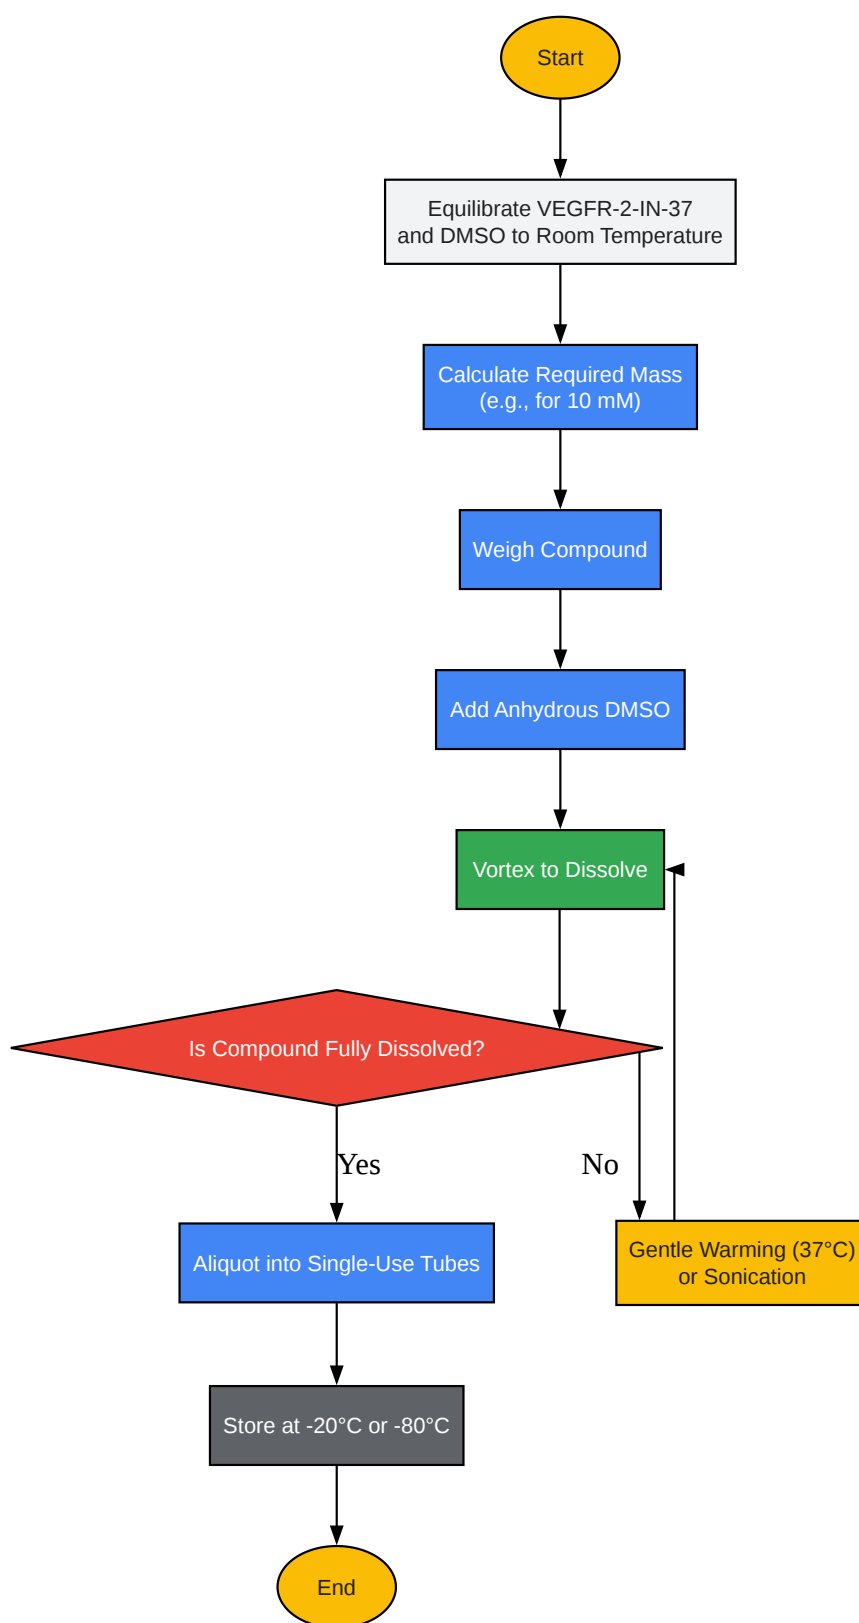 Start
Equilibrate VEGFR-2-IN-37
and DMSO to Room Temperature
Calculate Required Mass
(e.g., for 10 mM)
Weigh Compound
Add Anhydrous DMSO
Vortex to Dissolve
Is Compound Fully Dissolved?
Yes
No
Aliquot into Single-Use Tubes
Gentle Warming (37°C)
or Sonication
Store at -20°C or -80°C
End